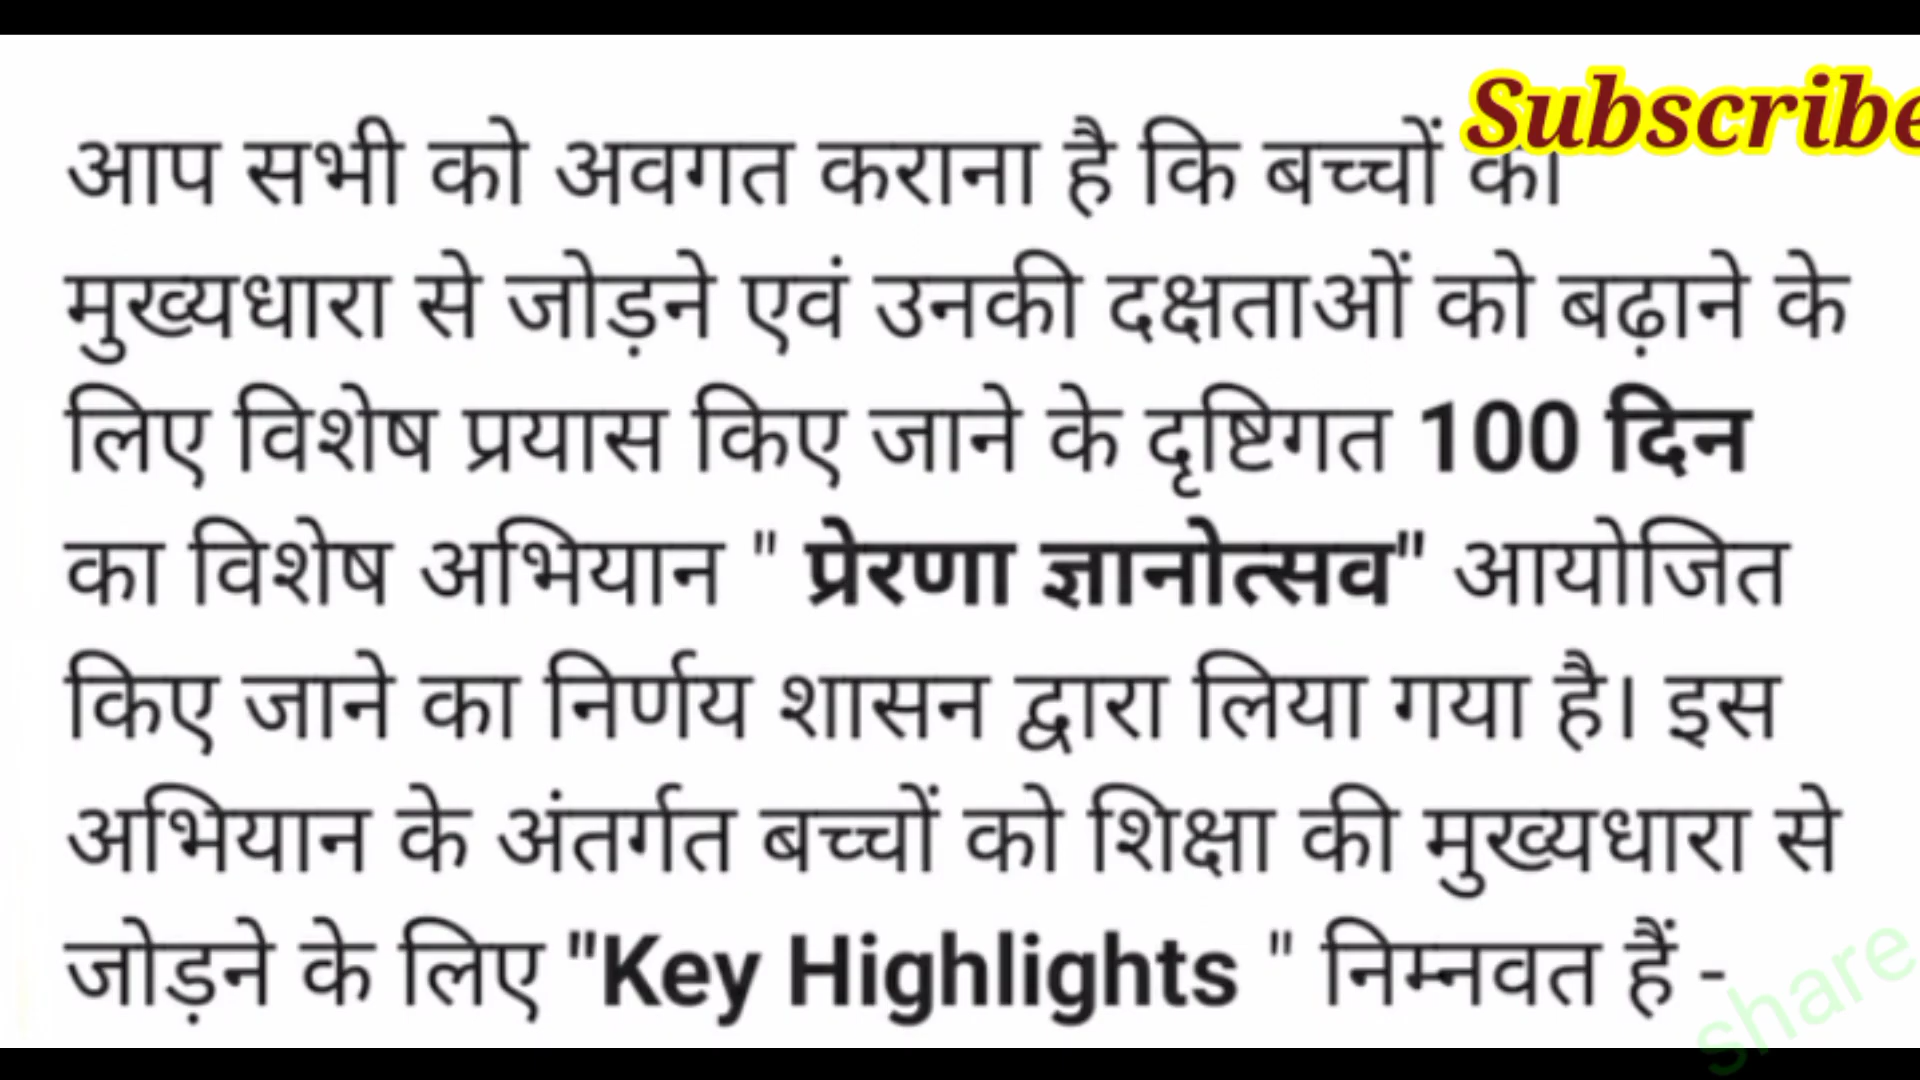 Subscribe
आप सभी को अवगत कराना है कि बच्चों को
मुख्यधारा से जोड़ने एवं उनकी दक्षताओं को बढ़ाने के
लिए विशेष प्रयास किए जाने के दृष्टिगत 100 दिन
का विशेष अभियान " प्रेरणा ज्ञानोत्सव" आयोजित
किए जाने का निर्णय शासन द्वारा लिया गया है। इस
अभियान के अंतर्गत बच्चों को शिक्षा की मुख्यधारा से
जोड़ने के लिए "Key Highlights " निम्नवत हैं -
share